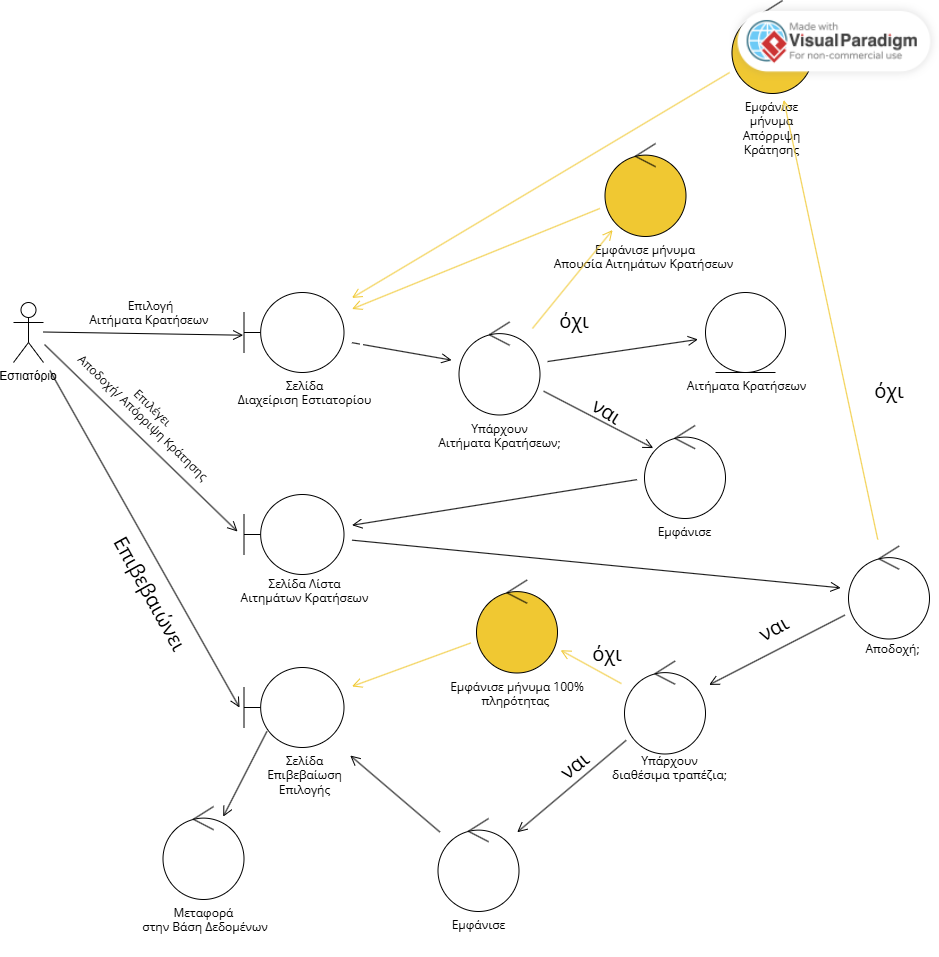 Made with
VisualParadigm
For non-commercial use
Εμφάνισε
μήνυμα
Απόρριψη
Κράτησης
Εμφάνισε μήνυμα
Απουσία Αιτημάτων Κρατήσεων
Επιλογή
Αιτήματα Κρατήσεων
όχι
Εστιατόριο
Σελίδα
Διαχείριση Εστιατορίου
Αιτήματα Κρατήσεων
όχι
Επιλέγει
Αποδοχή/ Απόρριψη Κράτησης
ναι
Υπάρχουν
Αιτήματα Κρατήσεων;
Εμφάνισε
Σελίδα Λίστα
Αιτημάτων Κρατήσεων
Επιβεβαιώνει
ναι
Αποδοχή;
όχι
Εμφάνισε μήνυμα 100%
πληρότητας
Σελίδα
Επιβεβαίωση
Επιλογής
ναι
Υπάρχουν
διαθέσιμα τραπέζια;
Μεταφορά
στην Βάση Δεδομένων
Εμφάνισε